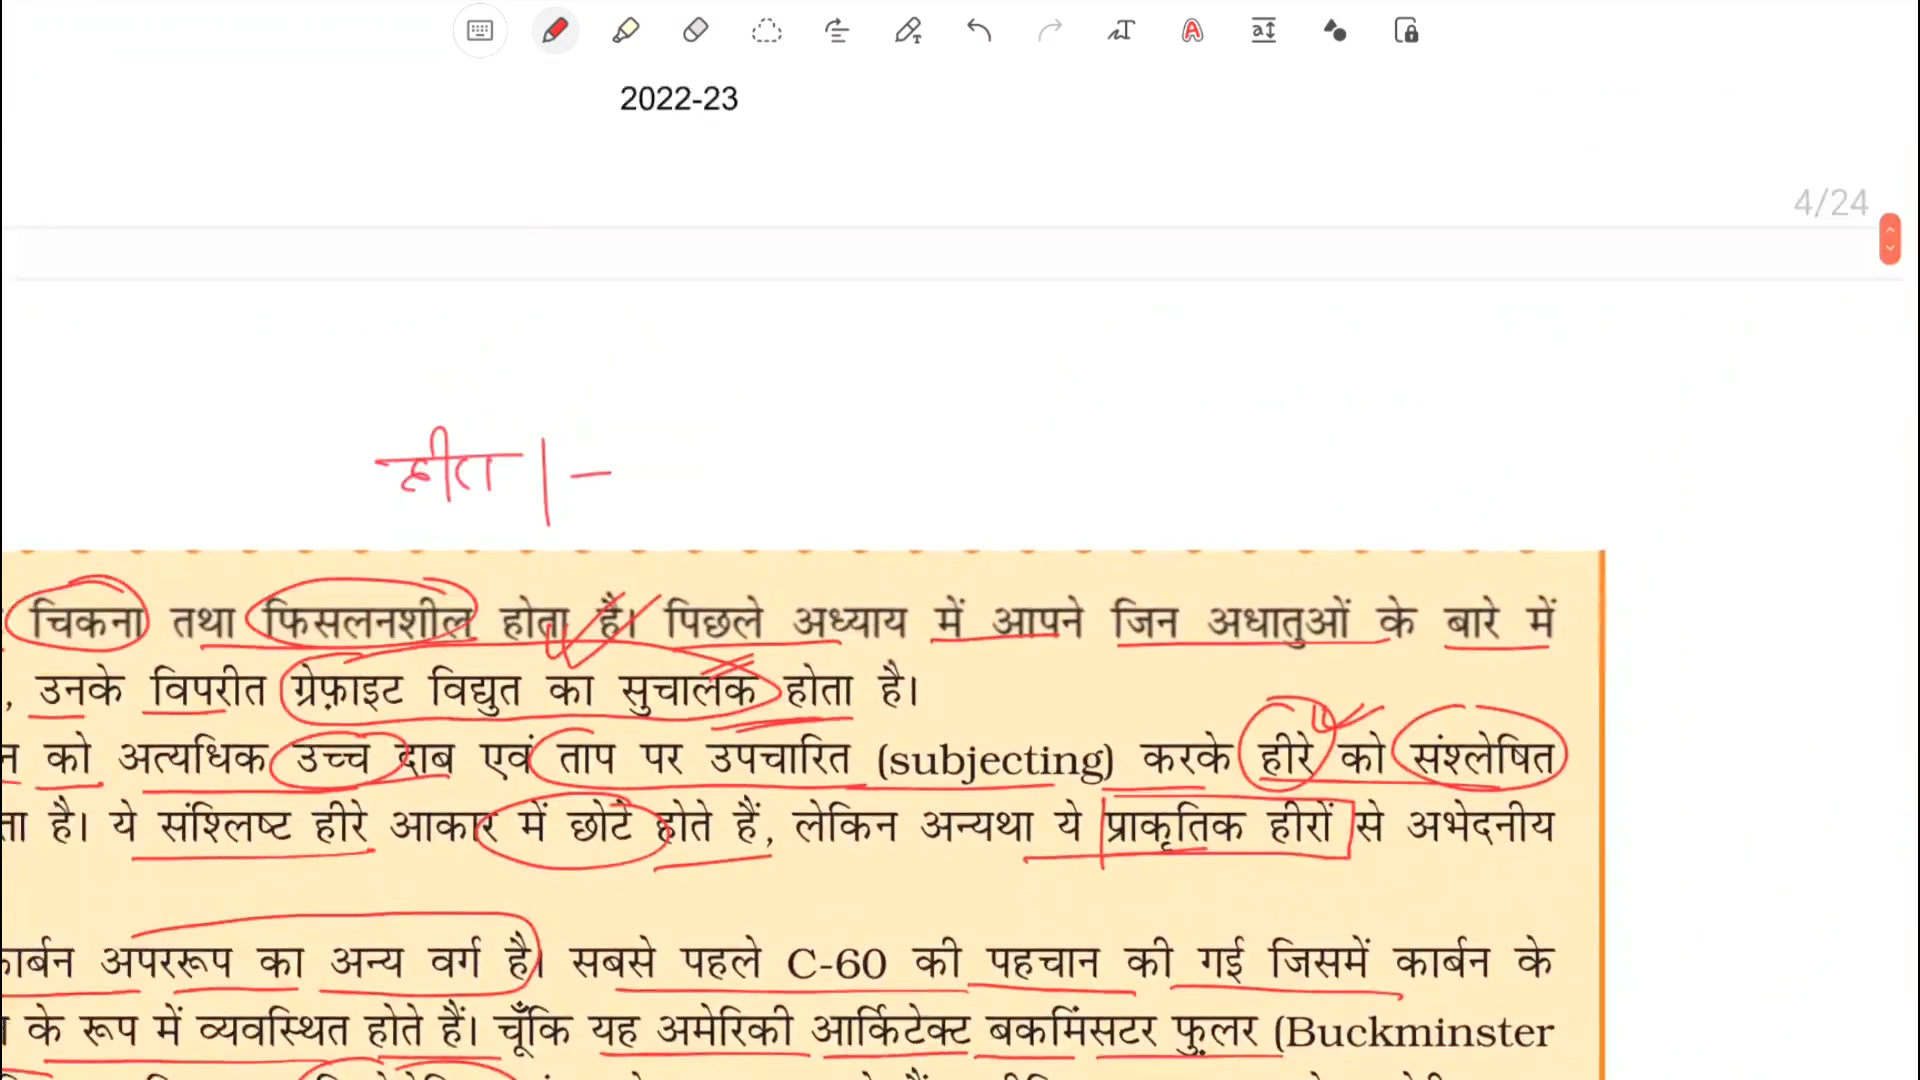 2022-23
4/24
हीरा | –
चिकना तथा फिसलनशील होता है। पिछले अध्याय में आपने जिन अधातुओं के बारे में
, उनके विपरीत ग्रेफ़ाइट विद्युत का सुचालक होता है।
न को अत्यधिक उच्च दाब एवं ताप पर उपचारित (subjecting) करके हीरे को संश्लेषित
ता है। ये संश्लिष्ट हीरे आकार में छोटे होते हैं, लेकिन अन्यथा ये प्राकृतिक हीरों से अभेदनीय
कार्बन अपररूप का अन्य वर्ग है। सबसे पहले C-60 की पहचान की गई जिसमें कार्बन के
के रूप में व्यवस्थित होते हैं। चूँकि यह अमेरिकी आर्किटेक्ट बकमिंसटर फुलर (Buckminster